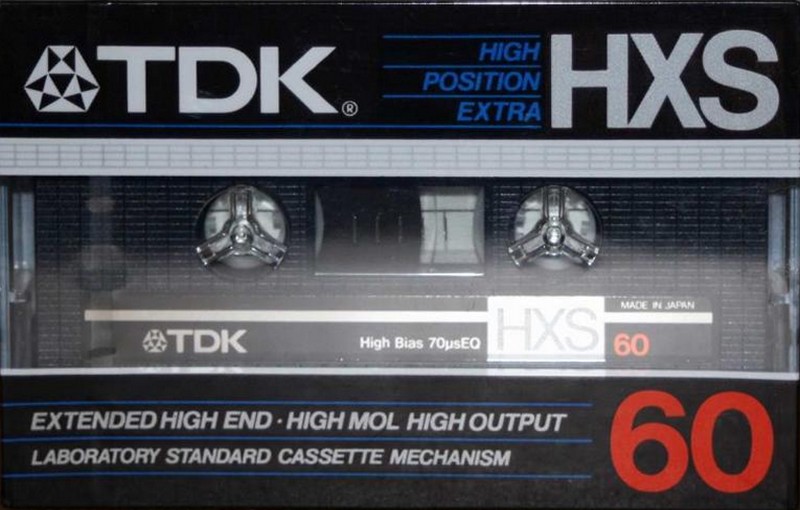 TDK®
HIGH
POSITION
EXTRA
HXS
MADE IN JAPAN
TDK
High Bias 70µsEQ
HXS
60
EXTENDED HIGH END · HIGH MOL HIGH OUTPUT
LABORATORY STANDARD CASSETTE MECHANISM
60